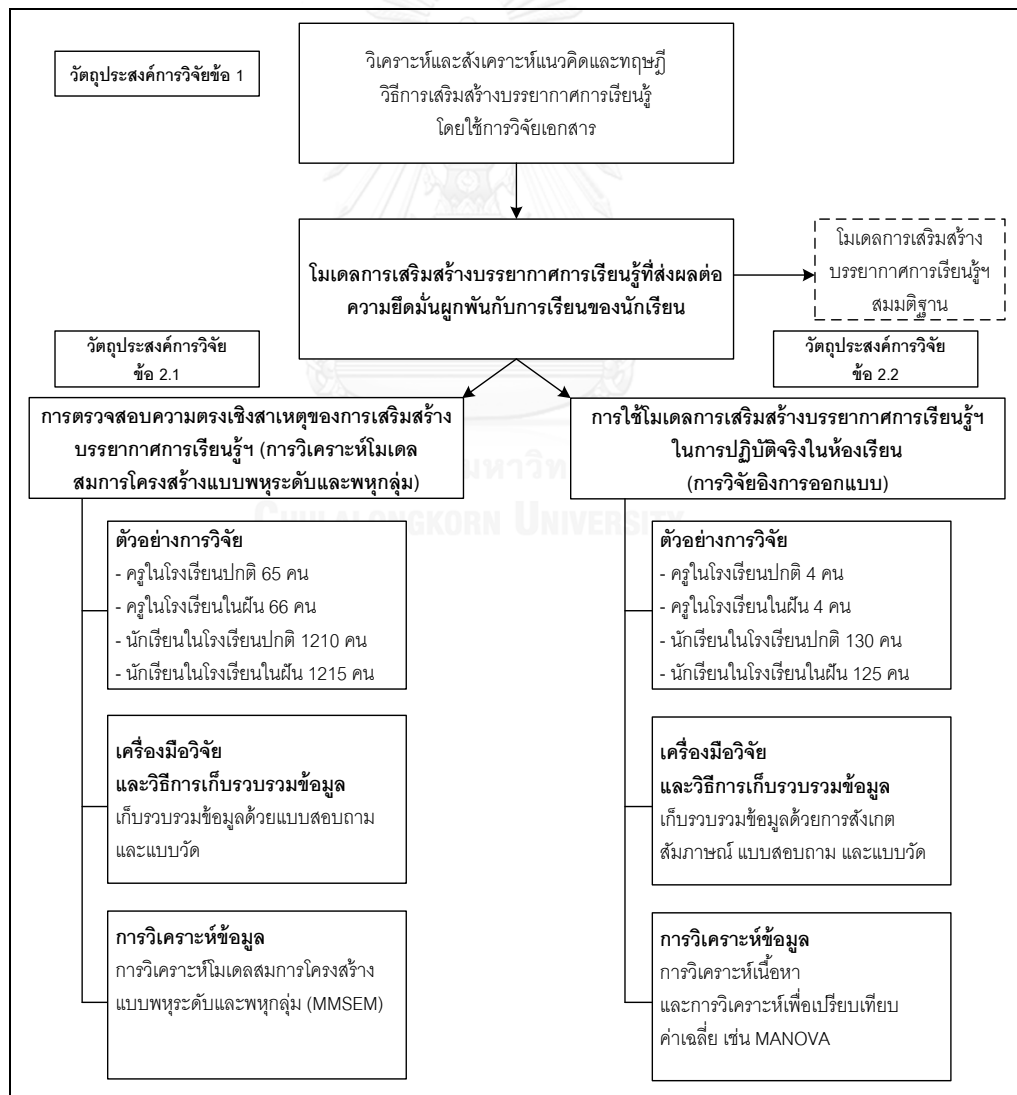 วัตถุประสงค์การวิจัยข้อ 1
วิเคราะห์และสังเคราะห์แนวคิดและทฤษฎี
วิธีการเสริมสร้างบรรยากาศการเรียนรู้
โดยใช้การวิจัยเอกสาร
โมเดลการเสริมสร้างบรรยากาศการเรียนรู้ที่ส่งผลต่อ
ความยึดมั่นผูกพันกับการเรียนของนักเรียน
โมเดลการเสริมสร้าง
บรรยากาศการเรียนรู้ฯ
สมมติฐาน
วัตถุประสงค์การวิจัย
ข้อ 2.1
วัตถุประสงค์การวิจัย
ข้อ 2.2
การตรวจสอบความตรงเชิงสาเหตุของการเสริมสร้าง
บรรยากาศการเรียนรู้ฯ (การวิเคราะห์โมเดล
สมการโครงสร้างแบบพหุระดับและพหุกลุ่ม)
การใช้โมเดลการเสริมสร้างบรรยากาศการเรียนรู้ฯ
ในการปฏิบัติจริงในห้องเรียน
(การวิจัยอิงการออกแบบ)
มหาวิท
CHULALONGKORN UNIVERSITY
ตัวอย่างการวิจัย
- ครูในโรงเรียนปกติ 65 คน
- ครูในโรงเรียนในฝัน 66 คน
- นักเรียนในโรงเรียนปกติ 1210 คน
- นักเรียนในโรงเรียนในฝัน 1215 คน
ตัวอย่างการวิจัย
- ครูในโรงเรียนปกติ 4 คน
- ครูในโรงเรียนในฝัน 4 คน
- นักเรียนในโรงเรียนปกติ 130 คน
- นักเรียนในโรงเรียนในฝัน 125 คน
เครื่องมือวิจัย
และวิธีการเก็บรวบรวมข้อมูล
เก็บรวบรวมข้อมูลด้วยแบบสอบถาม
และแบบวัด
เครื่องมือวิจัย
และวิธีการเก็บรวบรวมข้อมูล
เก็บรวบรวมข้อมูลด้วยการสังเกต
สัมภาษณ์ แบบสอบถาม และแบบวัด
การวิเคราะห์ข้อมูล
การวิเคราะห์โมเดลสมการโครงสร้าง
แบบพหุระดับและพหุกลุ่ม (MMSEM)
การวิเคราะห์ข้อมูล
การวิเคราะห์เนื้อหา
และการวิเคราะห์เพื่อเปรียบเทียบ
ค่าเฉลี่ย เช่น MANOVA